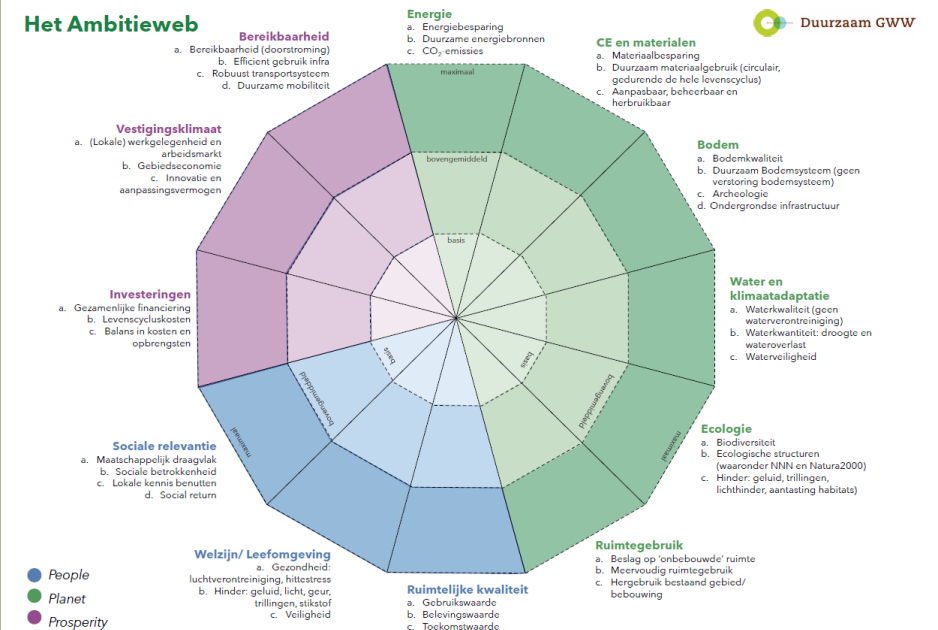 Het Ambitieweb
Duurzaam GWW
Energie
a. Energiebesparing
b. Duurzame energiebronnen
c. CO₂-emissies
CE en materialen
a. Materiaalbesparing
b. Duurzaam materiaalgebruik (circulair,
gedurende de hele levenscyclus)
c. Aanpasbaar, beheerbaar en
herbruikbaar
Bodem
a. Bodemkwaliteit
b. Duurzaam Bodemsysteem (geen
verstoring bodemsysteem)
c. Archeologie
d. Ondergrondse infrastructuur
Water en
klimaatadaptatie
a. Waterkwaliteit (geen
waterverontreiniging)
b. Waterkwantiteit: droogte en
wateroverlast
c. Waterveiligheid
Ecologie
a. Biodiversiteit
b. Ecologische structuren
(waaronder NNN en Natura2000)
c. Hinder: geluid, trillingen,
lichthinder, aantasting habitats)
Ruimtegebruik
a. Beslag op ‘onbebouwde’ ruimte
b. Meervoudig ruimtegebruik
c. Hergebruik bestaand gebied/
bebouwing
Ruimtelijke kwaliteit
a. Gebruikswaarde
b. Belevingswaarde
c. Toekomstwaarde
Welzijn/ Leefomgeving
a. Gezondheid:
luchtverontreiniging, hittestress
b. Hinder: geluid, licht, geur,
trillingen, stikstof
c. Veiligheid
Sociale relevantie
a. Maatschappelijk draagvlak
b. Sociale betrokkenheid
c. Lokale kennis benutten
d. Social return
Investeringen
a. Gezamenlijke financiering
b. Levenscycluskosten
c. Balans in kosten en
opbrengsten
Vestigingsklimaat
a. (Lokale) werkgelegenheid en
arbeidsmarkt
b. Gebiedseconomie
c. Innovatie en
aanpassingsvermogen
Bereikbaarheid
a. Bereikbaarheid (doorstroming)
b. Efficient gebruik infra
c. Robuust transportsysteem
d. Duurzame mobiliteit
maximaal
bovengemiddeld
basis
basis
bovengemiddeld
maximaal
basis
bovengemiddeld
maximaal
People
Planet
Prosperity